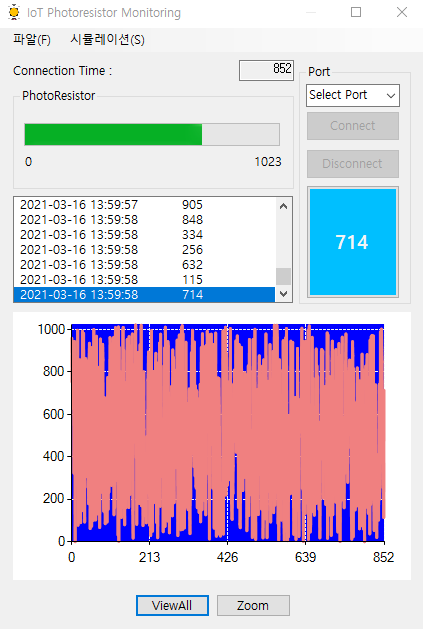 IoT Photoresistor Monitoring
파알(F) 시뮬레이션(S)
Connection Time : 852
Port
Select Port
Connect
Disconnect
714
PhotoResistor
0 1023
2021-03-16 13:59:57 905
2021-03-16 13:59:58 848
2021-03-16 13:59:58 334
2021-03-16 13:59:58 256
2021-03-16 13:59:58 632
2021-03-16 13:59:58 115
2021-03-16 13:59:58 714
1000
800
600
400
200
0
0 213 426 639 852
ViewAll Zoom